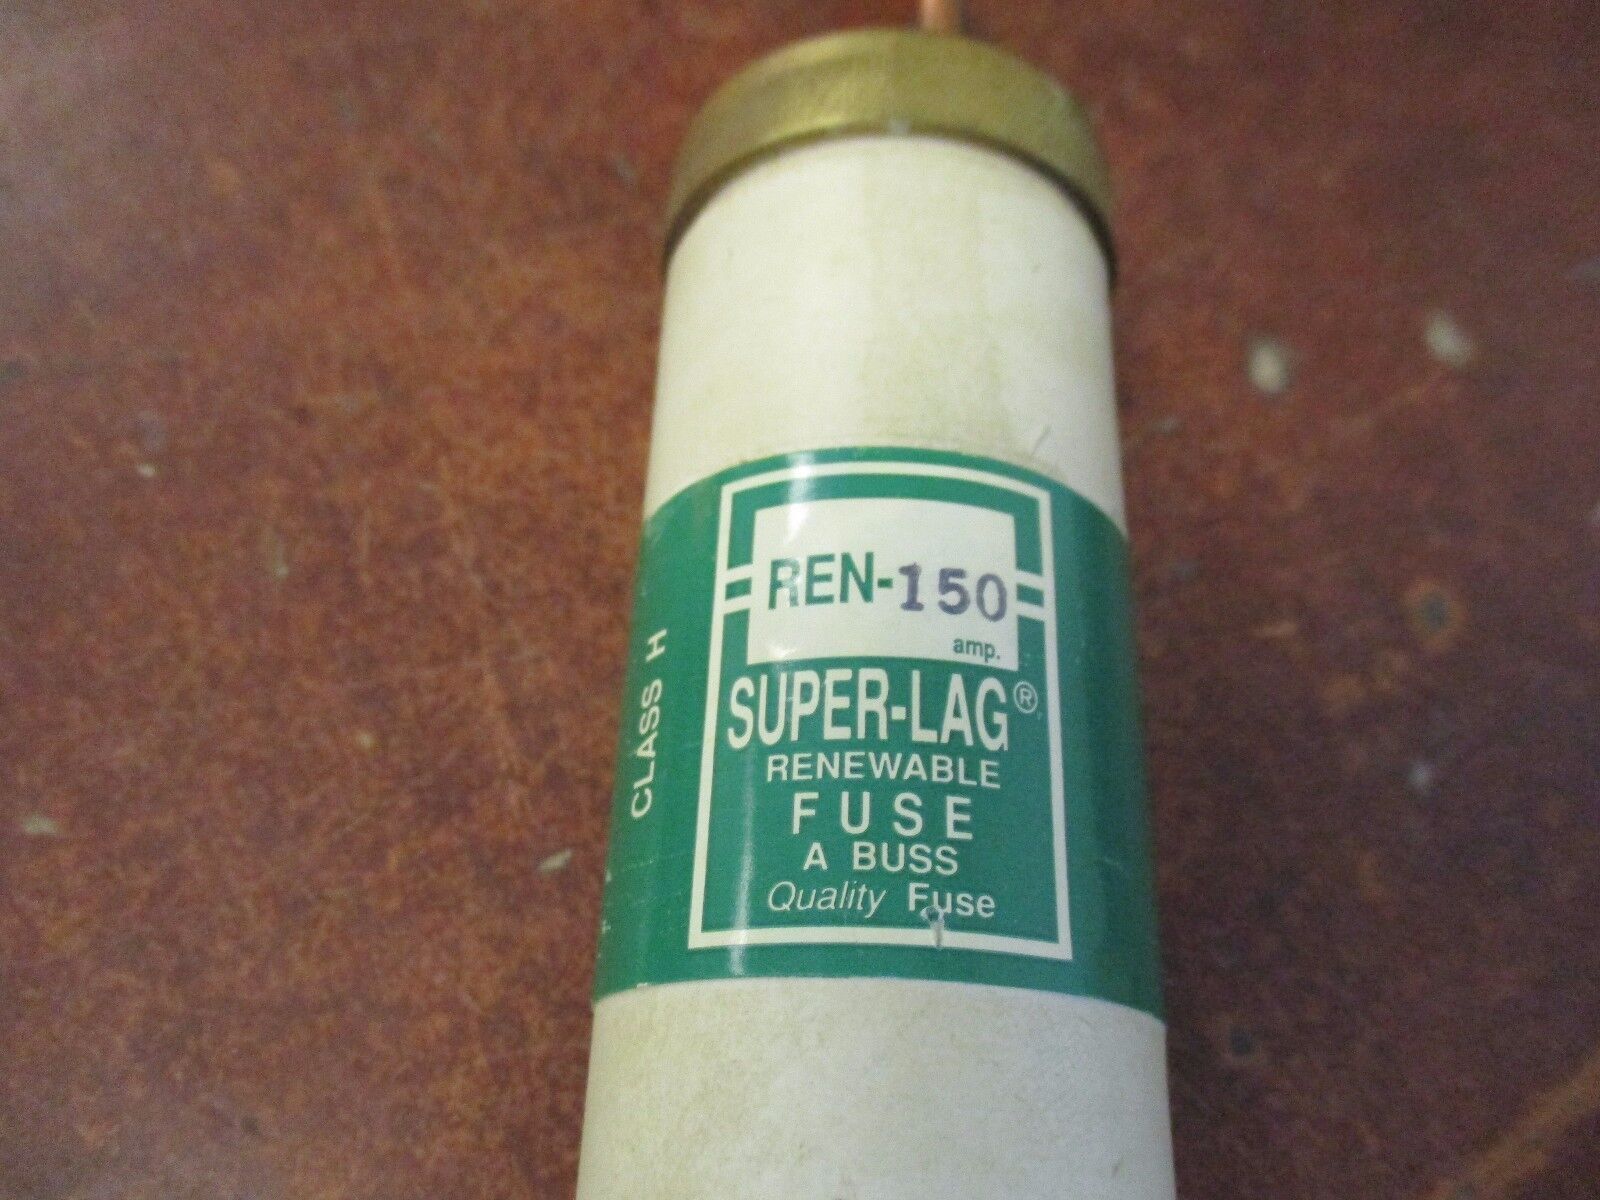 CLASS H
REN-150
amp.
SUPER-LAG®
RENEWABLE
FUSE
A BUSS
Quality Fuse